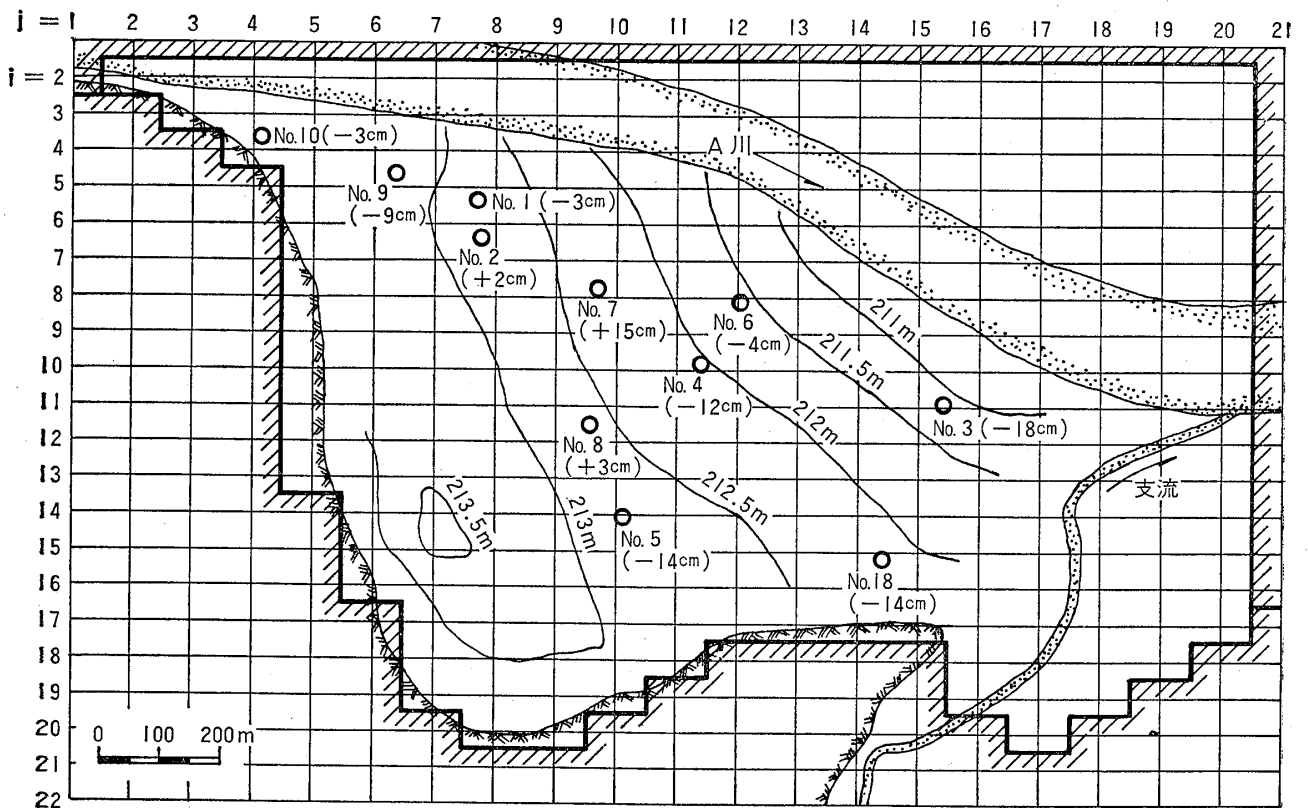 j = 1 2 3 4 5 6 7 8 9 10 11 12 13 14 15 16 17 18 19 20 21
i =
2
3
4
5
6
7
8
9
10
11
12
13
14
15
16
17
18
19
20
21
22
No.10(−3cm)
A 川
No. 9
(−9cm)
No. 1 (−3cm)
No. 2
(+2cm)
No. 7
(+15cm)
No. 6
(−4cm)
211m
211.5m
No. 4
(−12cm)
212m
No. 3 (−18cm)
No. 8
(+3cm)
213.5m
213m
212.5m
支流
No. 5
(−14cm)
No. 18
(−14cm)
0 100 200m